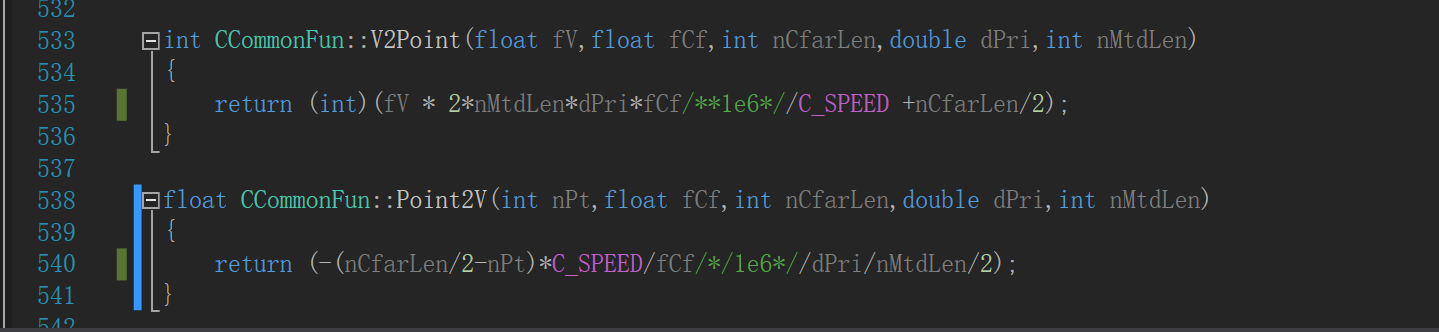 532
533 int CCommonFun::V2Point(float fV,float fCf,int nCfarLen,double dPri,int nMtdLen)
534 {
535 return (int)(fV * 2*nMtdLen*dPri*fCf/**1e6*//C_SPEED +nCfarLen/2);
536 }
537
538 float CCommonFun::Point2V(int nPt,float fCf,int nCfarLen,double dPri,int nMtdLen)
539 {
540 return (-(nCfarLen/2-nPt)*C_SPEED/fCf/*/1e6*//dPri/nMtdLen/2);
541 }
542